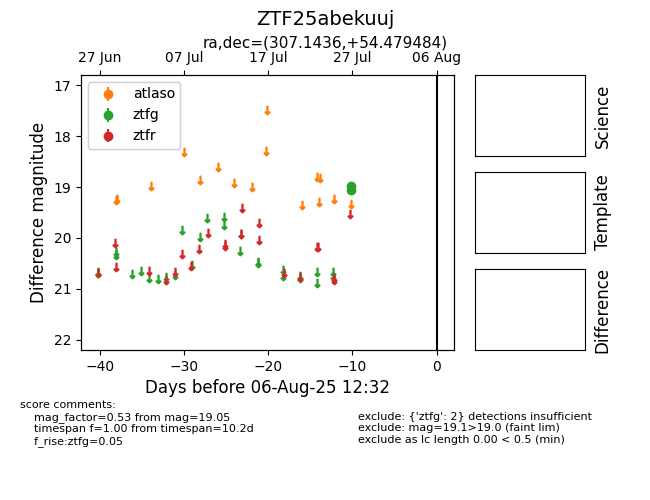 ZTF25abekuuj
ra,dec=(307.1436,+54.479484)
27 Jun 07 Jul 17 Jul 27 Jul 06 Aug
atlaso
ztfg
ztfr
17
18
19
20
21
22
Difference magnitude
−40 −30 −20 −10 0
Days before 06-Aug-25 12:32
Science
Template
Difference
score comments:
mag_factor=0.53 from mag=19.05
timespan f=1.00 from timespan=10.2d
f_rise:ztfg=0.05
exclude: {'ztfg': 2} detections insufficient
exclude: mag=19.1>19.0 (faint lim)
exclude as lc length 0.00 < 0.5 (min)